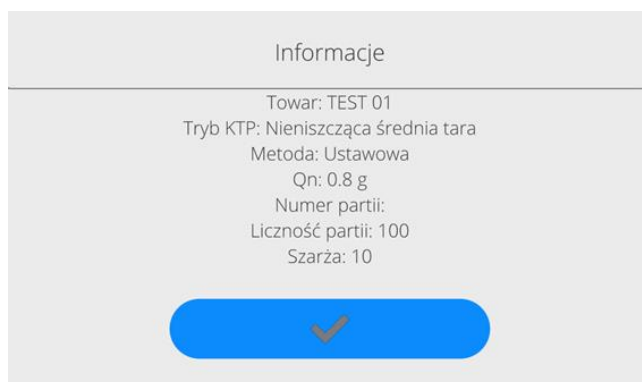 Informacje
Towar: TEST 01
Tryb KTP: Nieniszcząca średnia tara
Metoda: Ustawowa
Qn: 0.8 g
Numer partii:
Liczność partii: 100
Szarża: 10